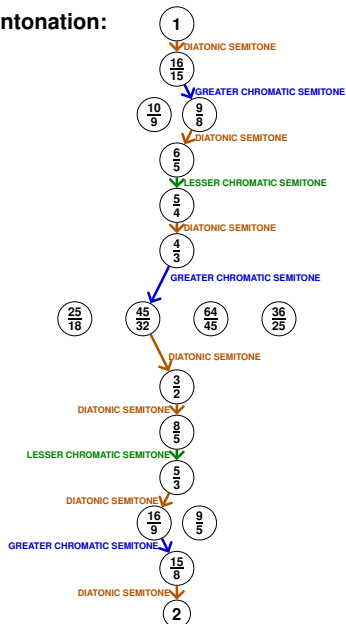 ntonation:
1
DIATONIC SEMITONE
16/15
GREATER CHROMATIC SEMITONE
10/9 9/8
DIATONIC SEMITONE
6/5
LESSER CHROMATIC SEMITONE
5/4
DIATONIC SEMITONE
4/3
GREATER CHROMATIC SEMITONE
25/18 45/32 64/45 36/25
DIATONIC SEMITONE
3/2
DIATONIC SEMITONE
8/5
LESSER CHROMATIC SEMITONE
5/3
DIATONIC SEMITONE
16/9 9/5
GREATER CHROMATIC SEMITONE
15/8
DIATONIC SEMITONE
2